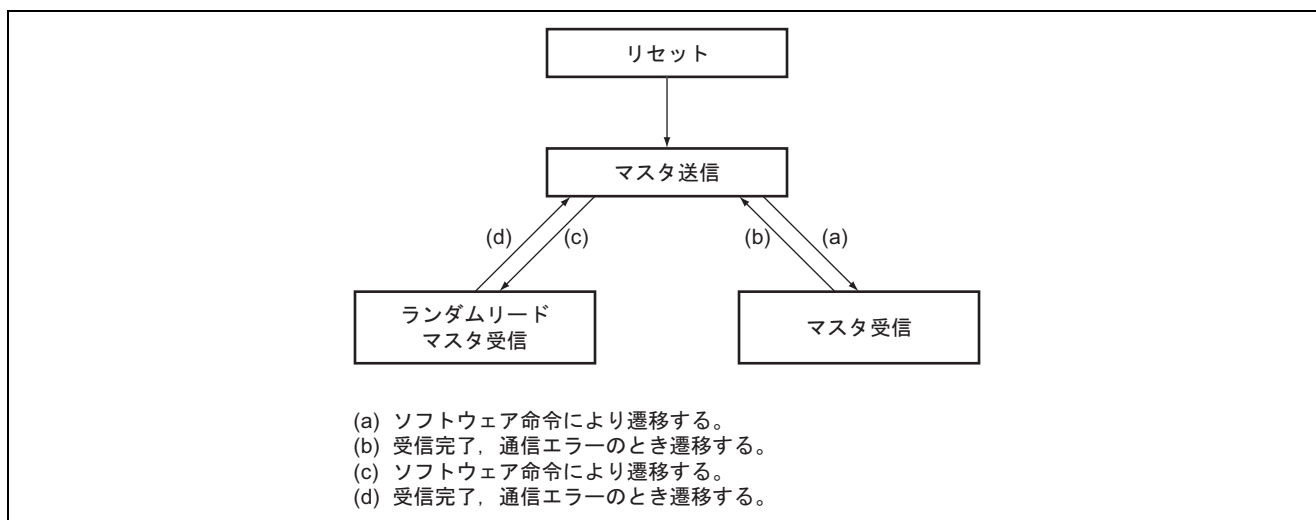 リセット
マスタ送信
(d)
(c)
(b)
(a)
ランダムリード
マスタ受信
マスタ受信
(a) ソフトウェア命令により遷移する。
(b) 受信完了，通信エラーのとき遷移する。
(c) ソフトウェア命令により遷移する。
(d) 受信完了，通信エラーのとき遷移する。